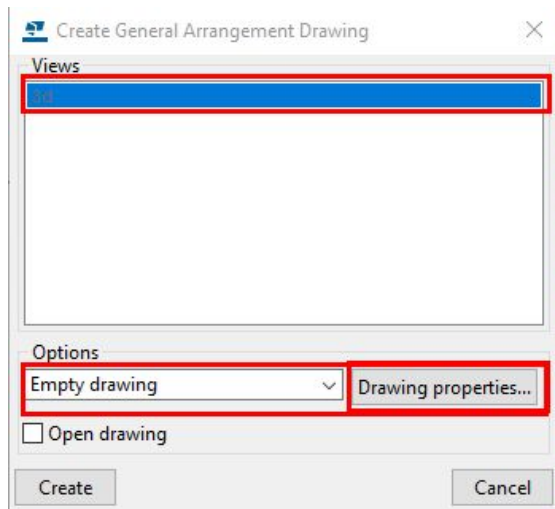 Create General Arrangement Drawing
Views
3d
Options
Empty drawing
Drawing properties...
Open drawing
Create
Cancel